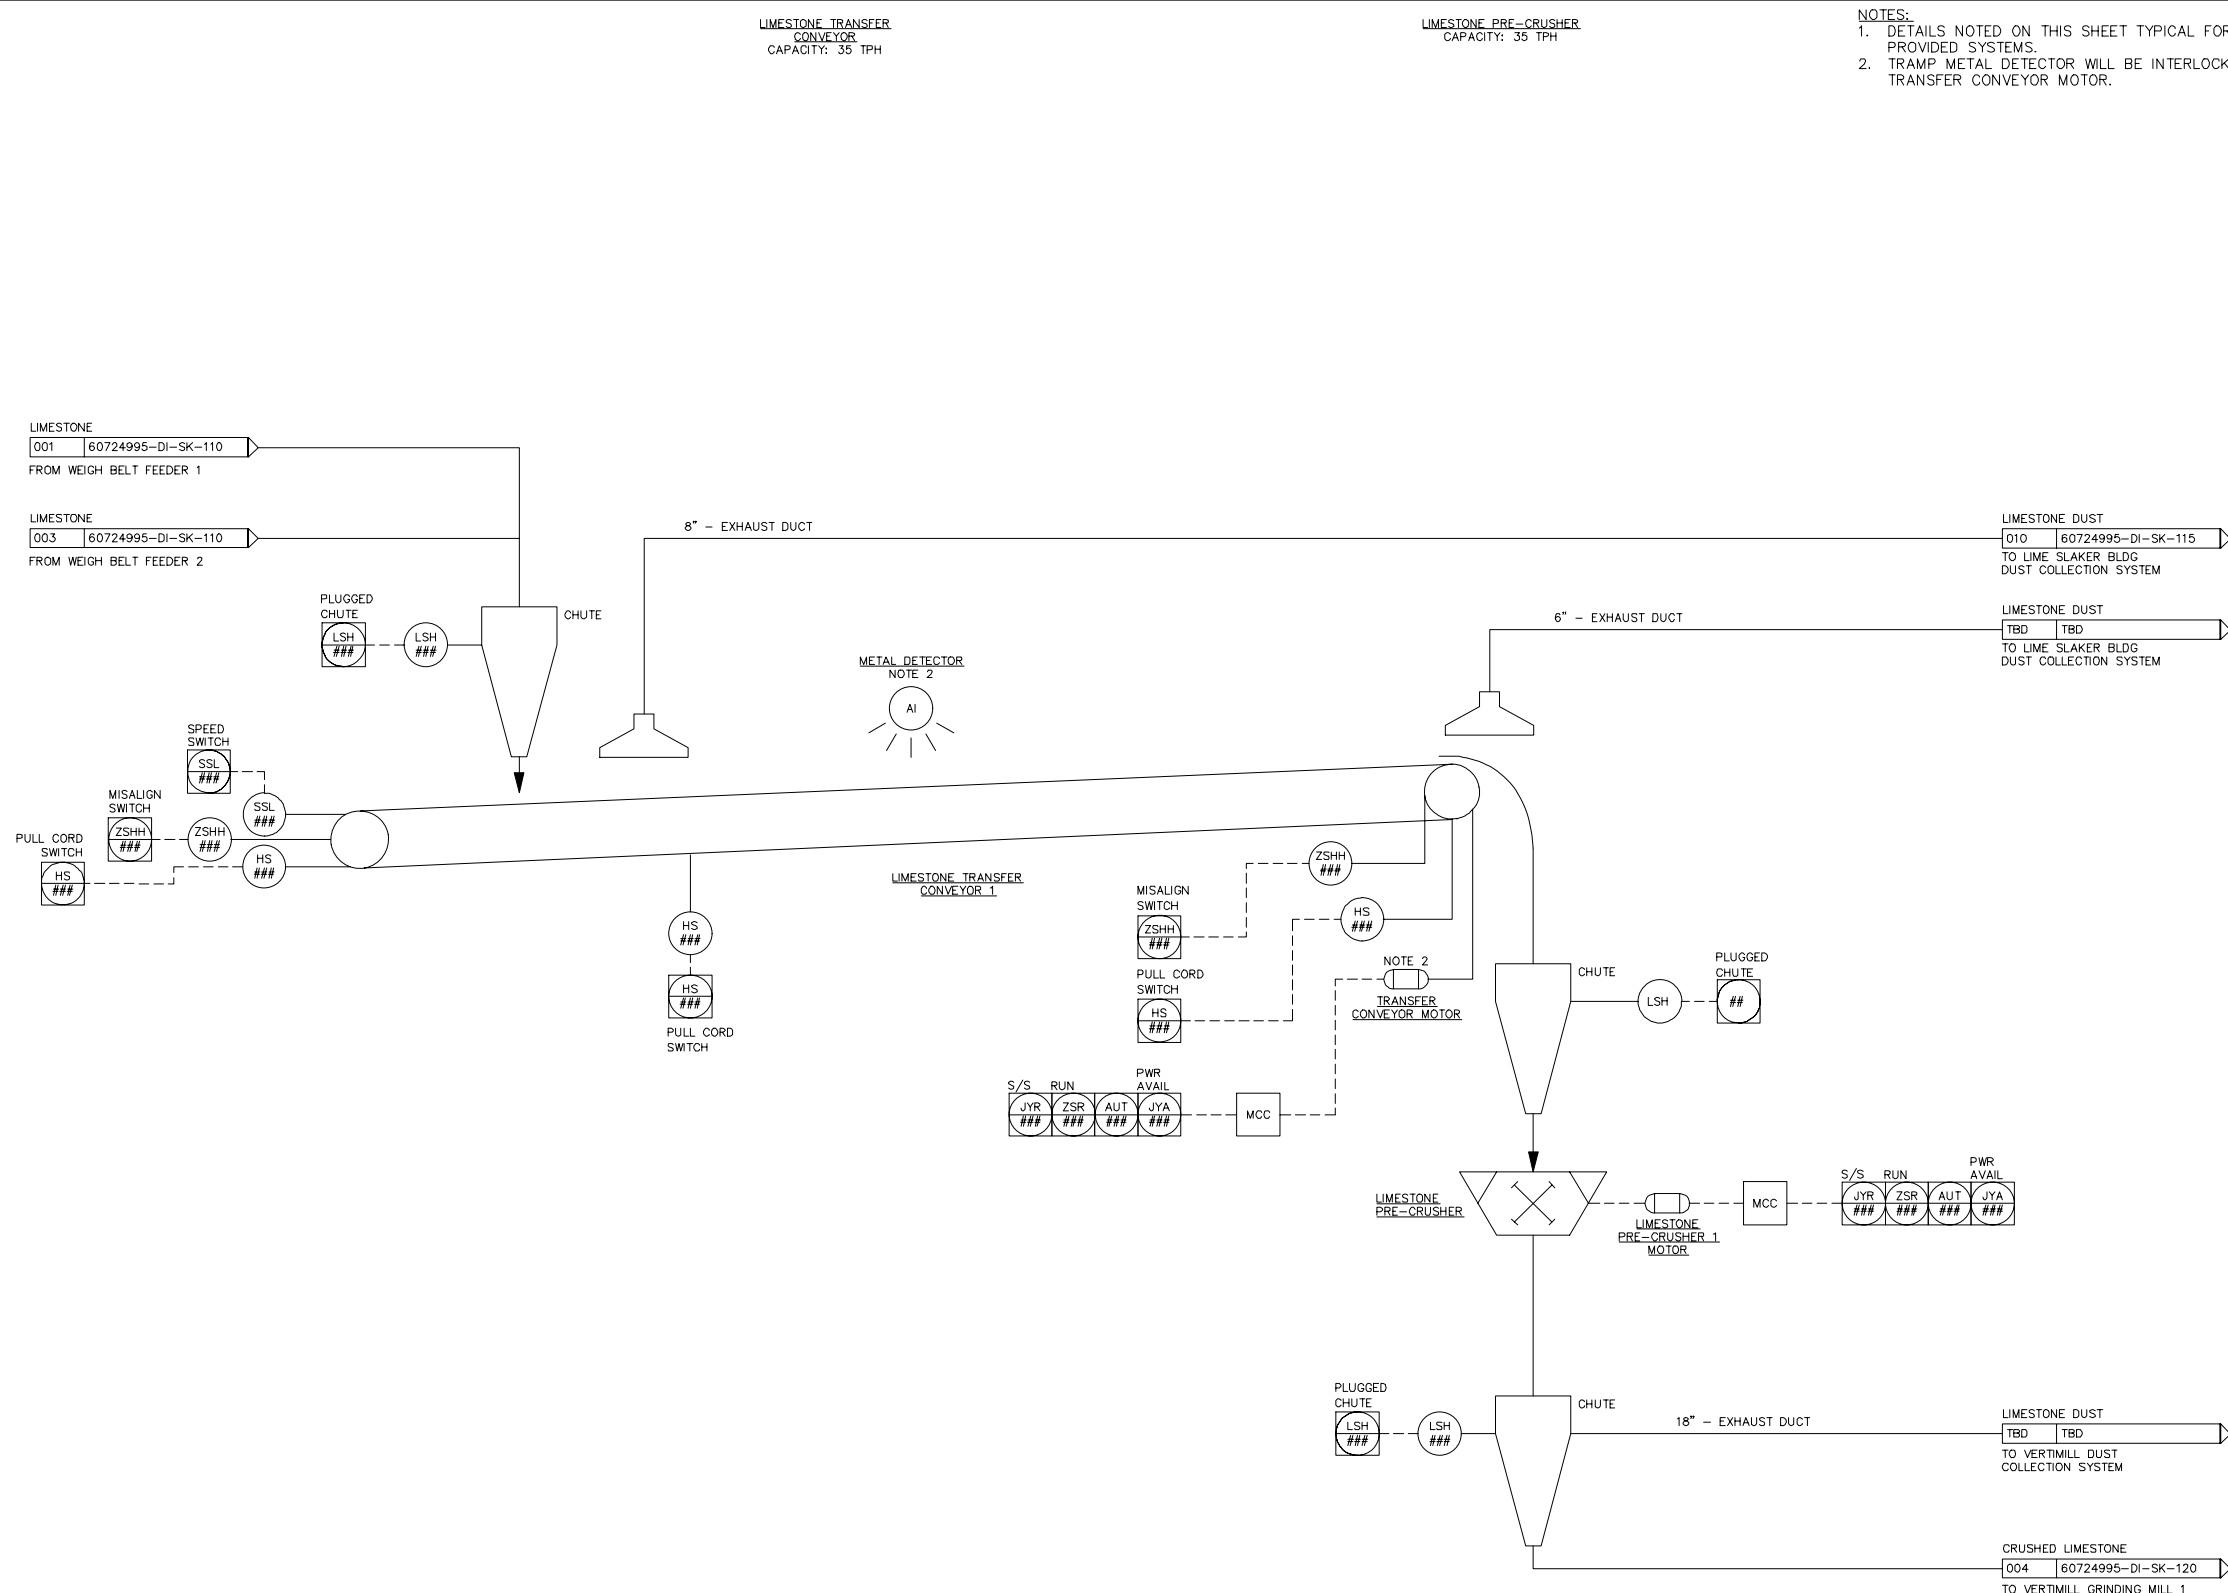 LIMESTONE TRANSFER
CONVEYOR
CAPACITY: 35 TPH
LIMESTONE PRE-CRUSHER
CAPACITY: 35 TPH
NOTES:
1. DETAILS NOTED ON THIS SHEET TYPICAL FOR
PROVIDED SYSTEMS.
2. TRAMP METAL DETECTOR WILL BE INTERLOCK
TRANSFER CONVEYOR MOTOR.
LIMESTONE
001 60724995-DI-SK-110
FROM WEIGH BELT FEEDER 1
LIMESTONE
003 60724995-DI-SK-110
FROM WEIGH BELT FEEDER 2
8" - EXHAUST DUCT
LIMESTONE DUST
010 60724995-DI-SK-115
TO LIME SLAKER BLDG
DUST COLLECTION SYSTEM
PLUGGED
CHUTE
LSH
###
LSH
###
CHUTE
6" - EXHAUST DUCT
LIMESTONE DUST
TBD TBD
TO LIME SLAKER BLDG
DUST COLLECTION SYSTEM
METAL DETECTOR
NOTE 2
AI
SPEED
SWITCH
SSL
###
SSL
###
MISALIGN
SWITCH
ZSHH
###
ZSHH
###
PULL CORD
SWITCH
HS
###
HS
###
LIMESTONE TRANSFER
CONVEYOR 1
HS
###
HS
###
PULL CORD
SWITCH
ZSHH
###
MISALIGN
SWITCH
ZSHH
###
HS
###
PULL CORD
SWITCH
HS
###
NOTE 2
TRANSFER
CONVEYOR MOTOR
CHUTE
LSH
PLUGGED
CHUTE
##
S/S RUN PWR
AVAIL
JYR ZSR AUT JYA
### ### ### ###
MCC
LIMESTONE
PRE-CRUSHER
LIMESTONE
PRE-CRUSHER 1
MOTOR
MCC
S/S RUN PWR
AVAIL
JYR ZSR AUT JYA
### ### ### ###
PLUGGED
CHUTE
LSH
###
LSH
###
CHUTE
18" - EXHAUST DUCT
LIMESTONE DUST
TBD TBD
TO VERTIMILL DUST
COLLECTION SYSTEM
CRUSHED LIMESTONE
004 60724995-DI-SK-120
TO VERTIMILL GRINDING MILL 1